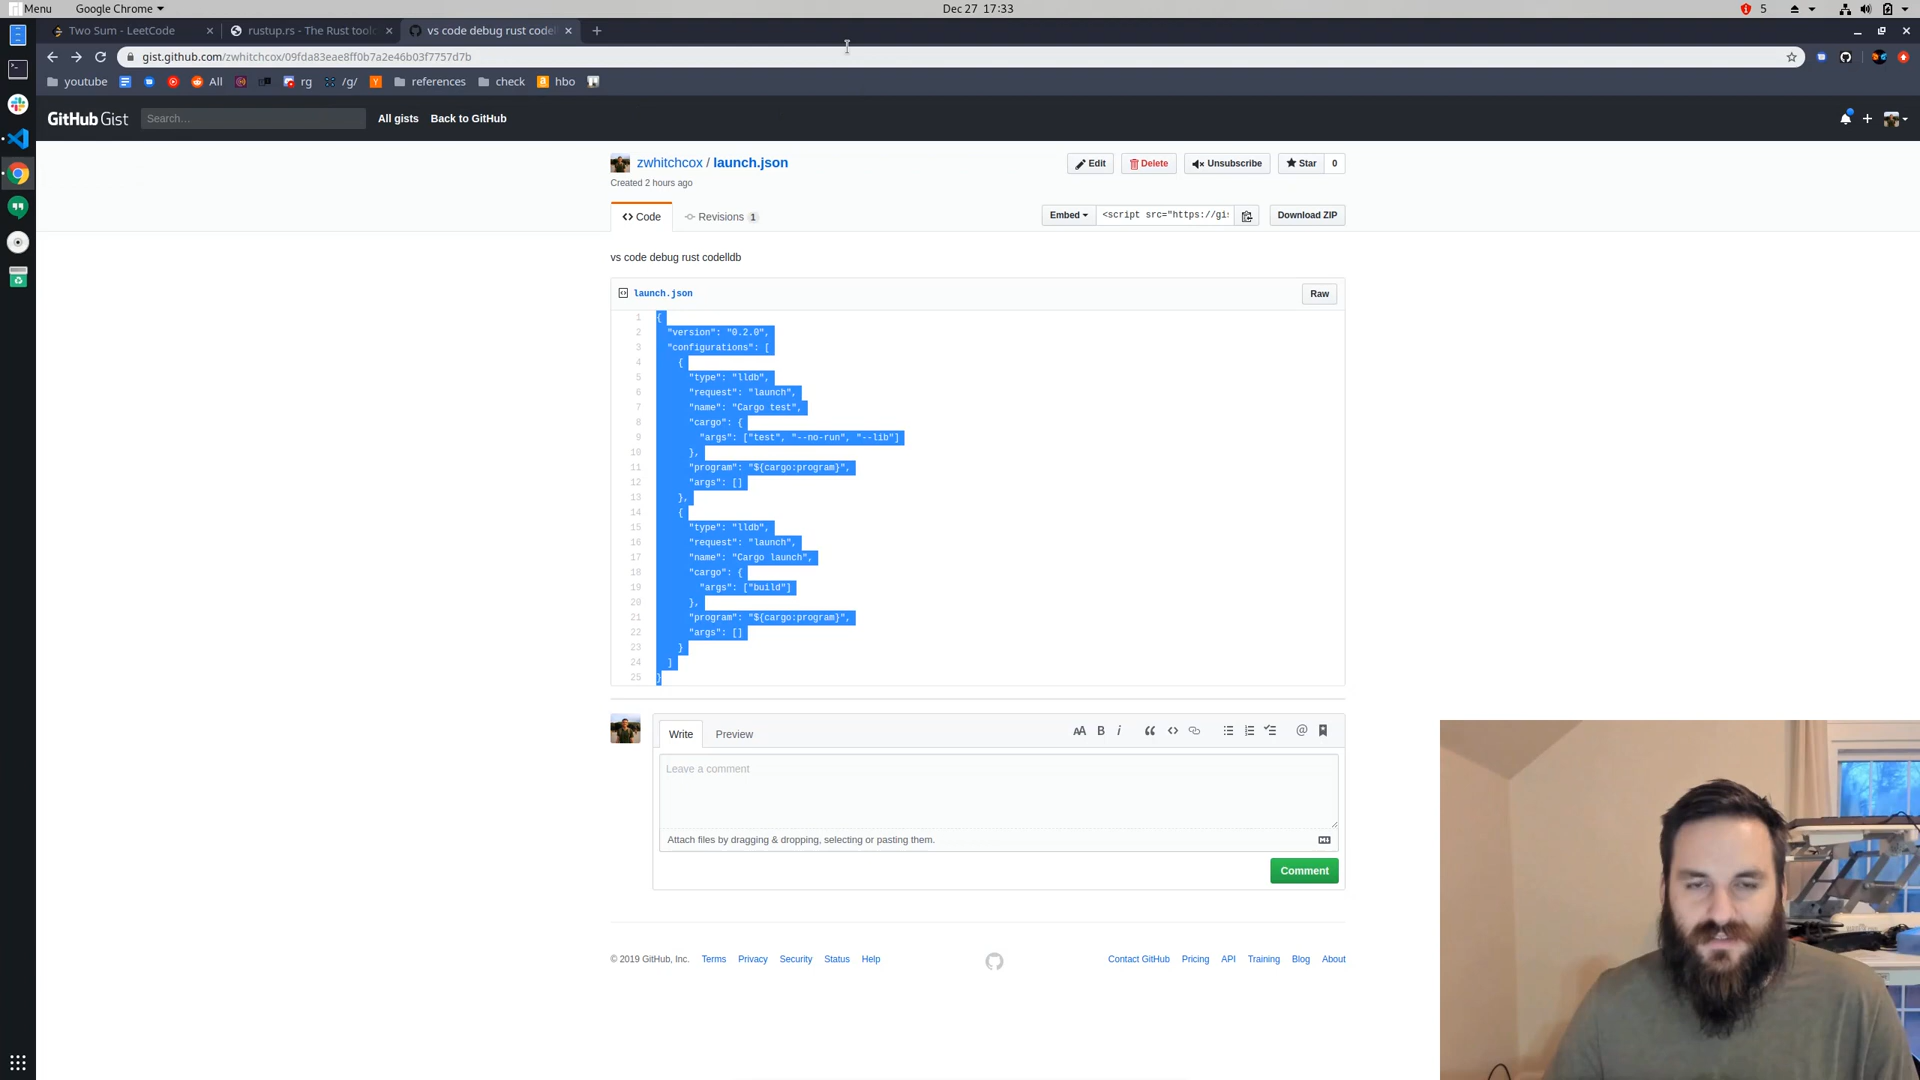 Menu
Google Chrome
Dec 27 17:33
5
Two Sum - LeetCode
rustup.rs - The Rust toolc
vs code debug rust codell
gist.github.com/zwhitchcox/09fda83eae8ff0b7a2e46b03f7757d7b
youtube
All
rg
/g/
references
check
hbo
GitHub Gist
Search…
All gists
Back to GitHub
zwhitchcox / launch.json
Edit
Delete
Unsubscribe
Star
0
Created 2 hours ago
Code
Revisions 1
Embed
<script src="https://gi
Download ZIP
vs code debug rust codelldb
launch.json
Raw
1 {
2 "version": "0.2.0",
3 "configurations": [
4 {
5 "type": "lldb",
6 "request": "launch",
7 "name": "Cargo test",
8 "cargo": {
9 "args": ["test", "--no-run", "--lib"]
10 },
11 "program": "${cargo:program}",
12 "args": []
13 },
14 {
15 "type": "lldb",
16 "request": "launch",
17 "name": "Cargo launch",
18 "cargo": {
19 "args": ["build"]
20 },
21 "program": "${cargo:program}",
22 "args": []
23 }
24 ]
25 }
Write
Preview
AA B i
Leave a comment
Attach files by dragging & dropping, selecting or pasting them.
Comment
© 2019 GitHub, Inc.
Terms
Privacy
Security
Status
Help
Contact GitHub
Pricing
API
Training
Blog
About